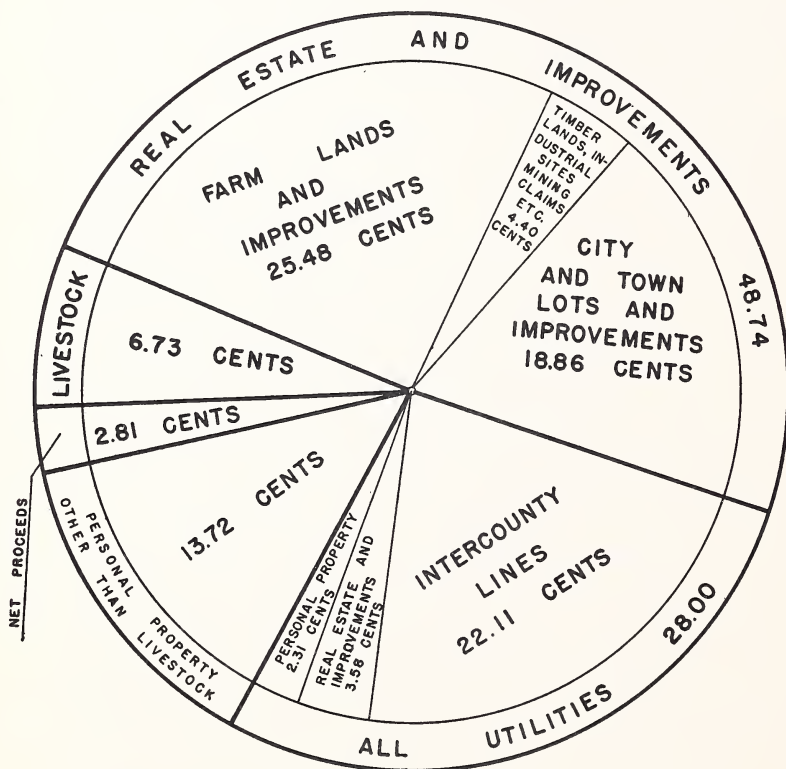 REAL ESTATE AND IMPROVEMENTS 48.74
FARM LANDS
AND
IMPROVEMENTS
25.48 CENTS
TIMBER
LANDS, IN-
DUSTRIAL
SITES
MINING
CLAIMS
ETC.
4.40
CENTS
CITY
AND TOWN
LOTS AND
IMPROVEMENTS
18.86 CENTS
LIVESTOCK
6.73 CENTS
2.81 CENTS
NET PROCEEDS
13.72 CENTS
PERSONAL PROPERTY
OTHER THAN LIVESTOCK
PERSONAL PROPERTY
2.31 CENTS
REAL ESTATE AND
IMPROVEMENTS
3.58 CENTS
INTERCOUNTY
LINES
22.11 CENTS
ALL UTILITIES 28.00